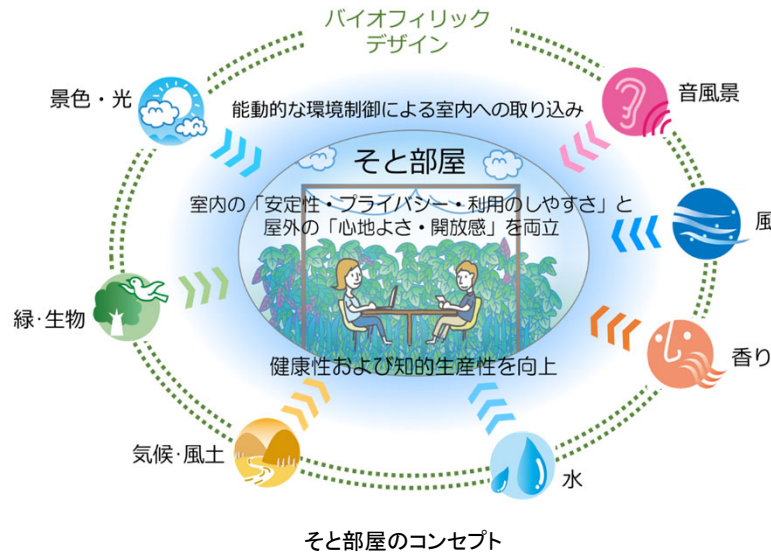 バイオフィリック
デザイン
景色・光
音風景
能動的な環境制御による室内への取り込み
そと部屋
室内の「安定性・プライバシー・利用のしやすさ」と
屋外の「心地よさ・開放感」を両立
風
緑・生物
香り
健康性および知的生産性を向上
気候・風土
水
そと部屋のコンセプト